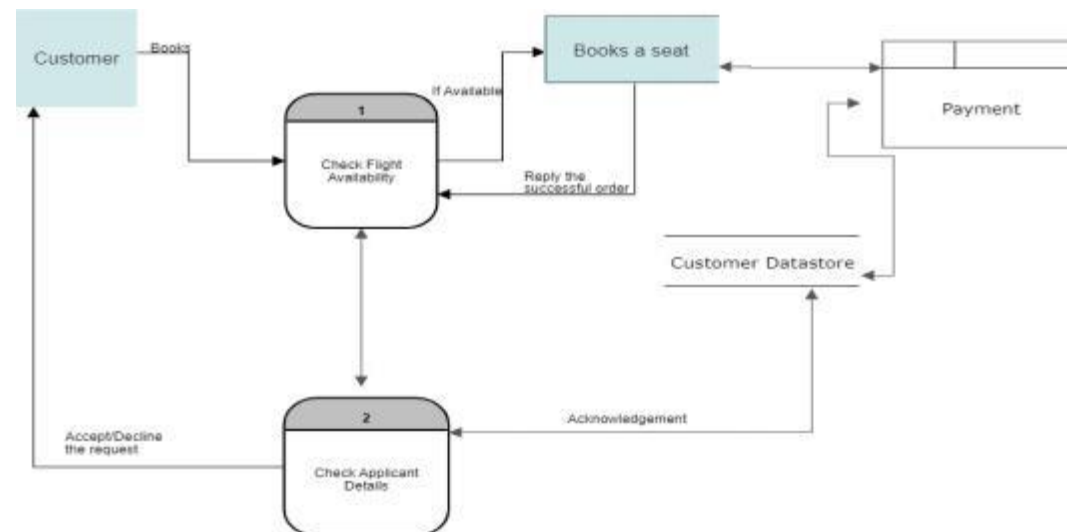 Customer
Books
Books a seat
If Available
1
Check Flight
Availability
Payment
Reply the
successful order
Customer Datastore
2
Acknowledgement
Accept/Decline
the request
Check Applicant
Details